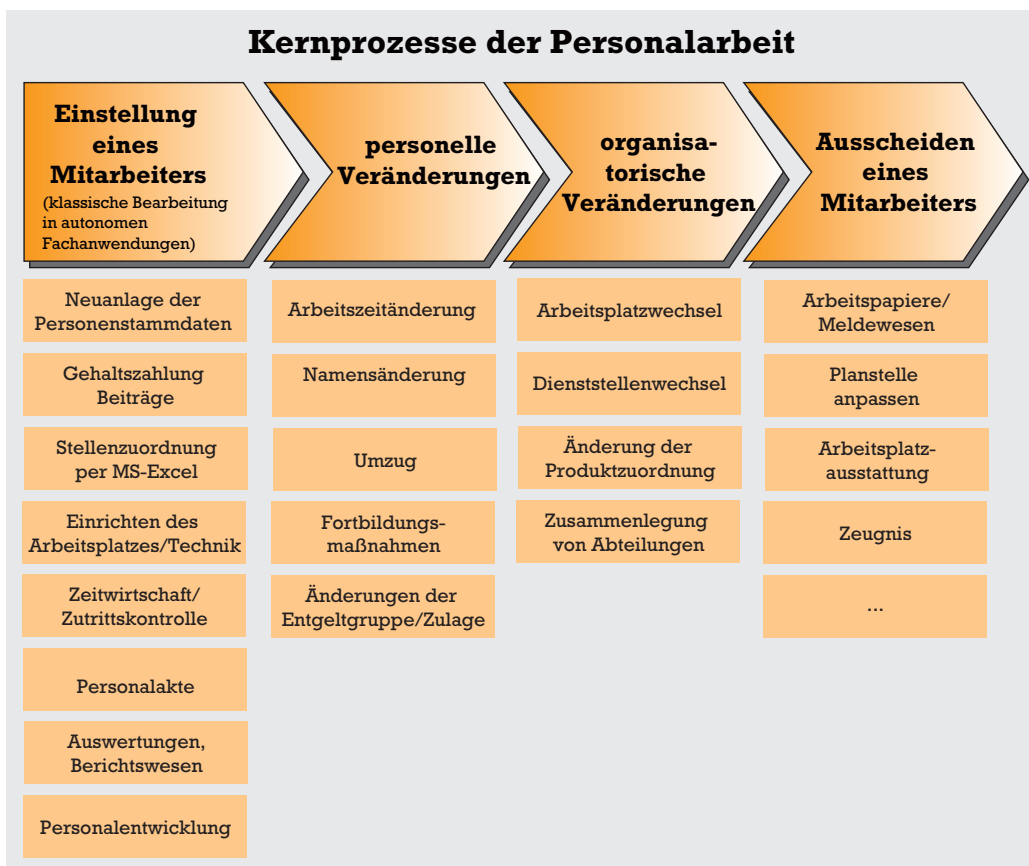 Kernprozesse der Personalarbeit
Einstellung
eines
Mitarbeiters
(klassische Bearbeitung
in autonomen
Fachanwendungen)
Neuanlage der
Personenstammdaten
Gehaltszahlung
Beiträge
Stellenzuordnung
per MS-Excel
Einrichten des
Arbeitsplatzes/Technik
Zeitwirtschaft/
Zutrittskontrolle
Personalakte
Auswertungen,
Berichtswesen
Personalentwicklung
personelle
Veränderungen
Arbeitszeitänderung
Namensänderung
Umzug
Fortbildungs-
maßnahmen
Änderungen der
Entgeltgruppe/Zulage
organisa-
torische
Veränderungen
Arbeitsplatzwechsel
Dienststellenwechsel
Änderung der
Produktzuordnung
Zusammenlegung
von Abteilungen
Ausscheiden
eines
Mitarbeiters
Arbeitspapiere/
Meldewesen
Planstelle
anpassen
Arbeitsplatz-
ausstattung
Zeugnis
...